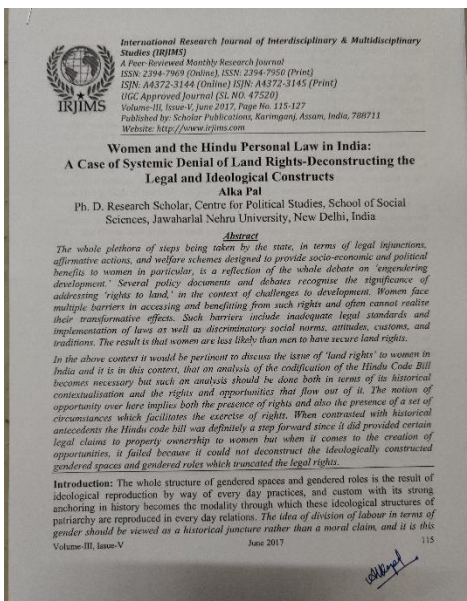 International Research Journal of Interdisciplinary & Multidisciplinary
Studies (IRJIMS)
A Peer-Reviewed Monthly Research Journal
ISSN: 2394-7969 (Online), ISSN: 2394-7950 (Print)
ISJN: A4372-3144 (Online) ISJN: A4372-3145 (Print)
UGC Approved Journal (SL NO. 47520)
Volume-III, Issue-V, June 2017, Page No. 115-127
Published by: Scholar Publications, Karimganj, Assam, India, 788711
Website: http://www.irjims.com
IRJIMS
Women and the Hindu Personal Law in India:
A Case of Systemic Denial of Land Rights-Deconstructing the
Legal and Ideological Constructs
Alka Pal
Ph. D. Research Scholar, Centre for Political Studies, School of Social
Sciences, Jawaharlal Nehru University, New Delhi, India
Abstract
The whole plethora of steps being taken by the state, in terms of legal injunctions,
affirmative actions, and welfare schemes designed to provide socio-economic and political
benefits to women in particular, is a reflection of the whole debate on 'engendering
development.' Several policy documents and debates recognise the significance of
addressing 'rights to land,' in the context of challenges to development. Women face
multiple barriers in accessing and benefitting from such rights and often cannot realize
their transformative effects. Such barriers include inadequate legal standards and
implementation of laws as well as discriminatory social norms, attitudes, customs, and
traditions. The result is that women are less likely than men to have secure land rights.
In the above context it would be pertinent to discuss the issue of 'land rights' to women in
India and it is in this context, that an analysis of the codification of the Hindu Code Bill
becomes necessary but such an analysis should be done both in terms of its historical
contextualisation and the rights and opportunities that flow out of it. The notion of
opportunity over here implies both the presence of rights and also the presence of a set of
circumstances which facilitates the exercise of rights. When contrasted with historical
antecedents the Hindu code bill was definitely a step forward since it did provided certain
legal claims to property ownership to women but when it comes to the creation of
opportunities, it failed because it could not deconstruct the ideologically constructed
gendered spaces and gendered roles which truncated the legal rights.
Introduction: The whole structure of gendered spaces and gendered roles is the result of
ideological reproduction by way of every day practices, and custom with its strong
anchoring in history becomes the modality through which these ideological structures of
patriarchy are reproduced in every day relations. The idea of division of labour in terms of
gender should be viewed as a historical juncture rather than a moral claim, and it is this
Volume-III, Issue-V June 2017 115